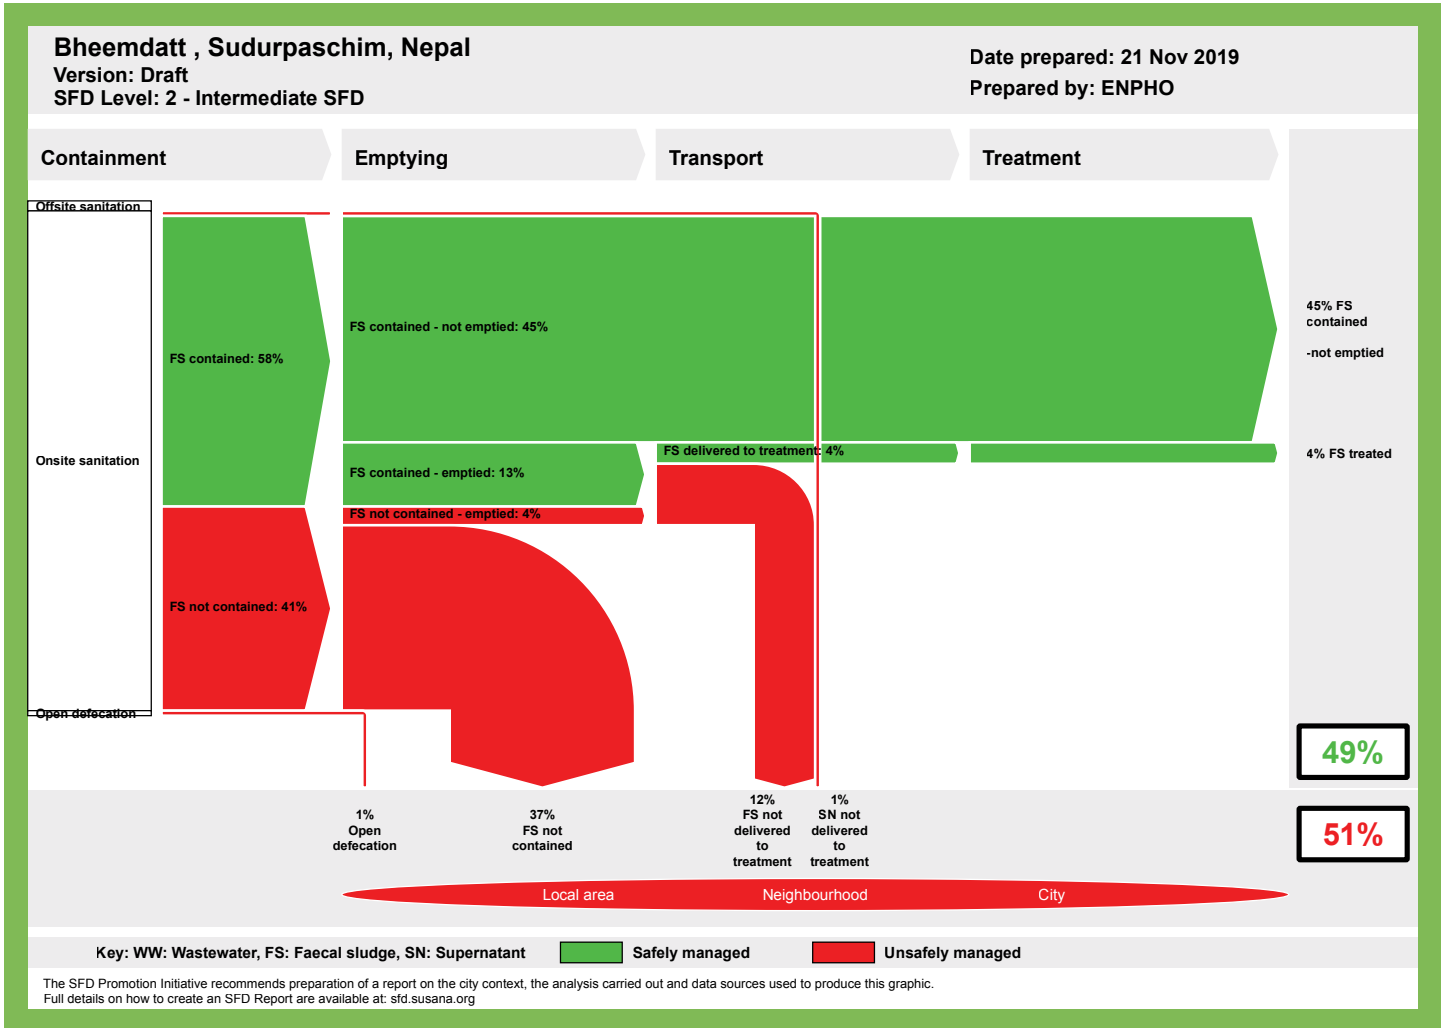 Bheemdatt , Sudurpaschim, Nepal
Version: Draft
SFD Level: 2 - Intermediate SFD
Date prepared: 21 Nov 2019
Prepared by: ENPHO
Containment
Emptying
Transport
Treatment
Offsite sanitation
Onsite sanitation
Open defecation
FS contained: 58%
FS not contained: 41%
FS contained - not emptied: 45%
FS contained - emptied: 13%
FS not contained - emptied: 4%
FS delivered to treatment: 4%
45% FS
contained
-not emptied
4% FS treated
49%
51%
1%
Open
defecation
37%
FS not
contained
12%
FS not
delivered
to
treatment
1%
SN not
delivered
to
treatment
Local area
Neighbourhood
City
Key: WW: Wastewater, FS: Faecal sludge, SN: Supernatant
Safely managed
Unsafely managed
The SFD Promotion Initiative recommends preparation of a report on the city context, the analysis carried out and data sources used to produce this graphic.
Full details on how to create an SFD Report are available at: sfd.susana.org